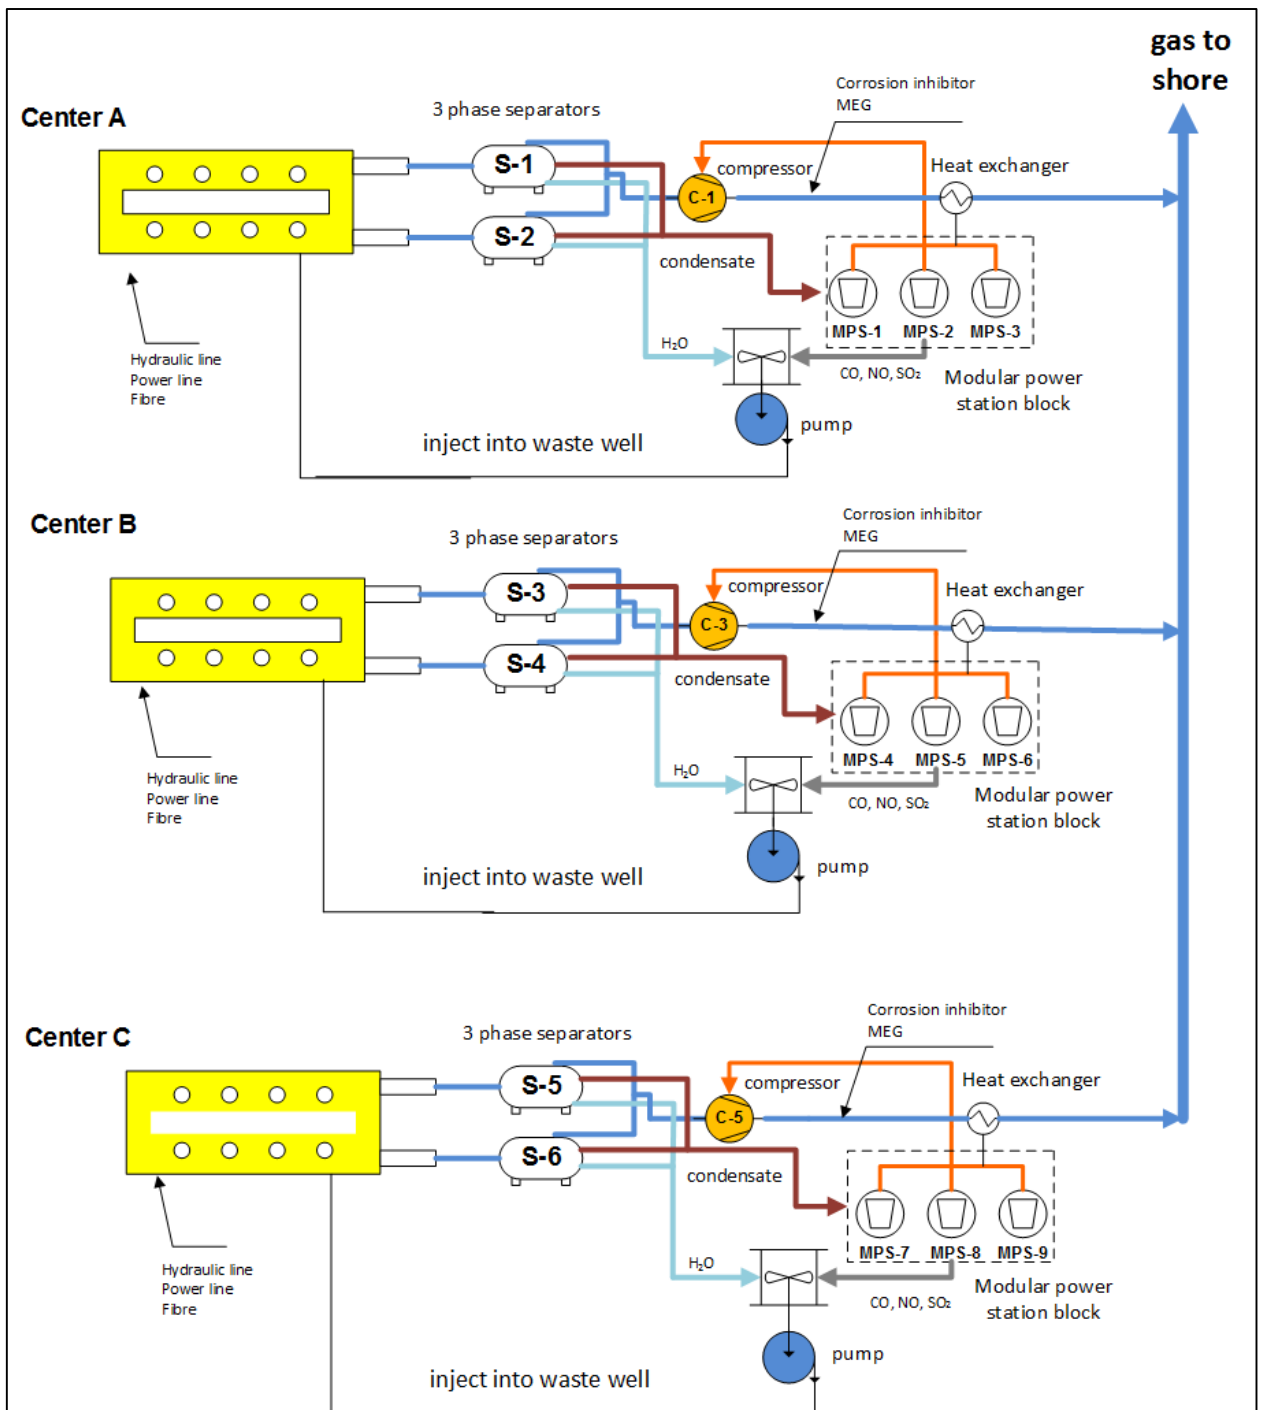 gas to
shore
Center A
3 phase separators
Corrosion inhibitor
MEG
S-1
compressor
Heat exchanger
C-1
S-2
condensate
MPS-1 MPS-2 MPS-3
H₂O
CO, NO, SO₂
Modular power
station block
Hydraulic line
Power line
Fibre
pump
inject into waste well
Center B
3 phase separators
Corrosion inhibitor
MEG
S-3
compressor
Heat exchanger
C-3
S-4
condensate
MPS-4 MPS-5 MPS-6
H₂O
CO, NO, SO₂
Modular power
station block
Hydraulic line
Power line
Fibre
pump
inject into waste well
Center C
3 phase separators
Corrosion inhibitor
MEG
S-5
compressor
Heat exchanger
C-5
S-6
condensate
MPS-7 MPS-8 MPS-9
H₂O
CO, NO, SO₂
Modular power
station block
Hydraulic line
Power line
Fibre
pump
inject into waste well